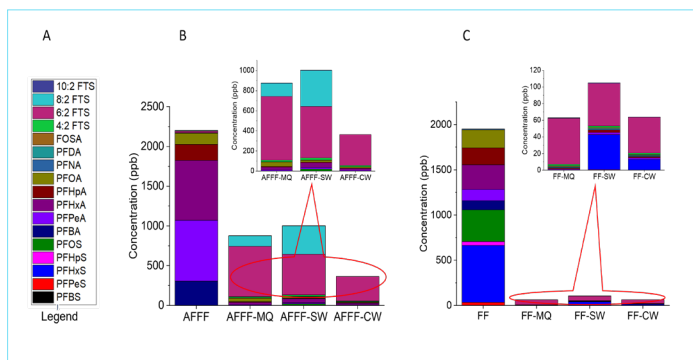 A
B
C
10:2 FTS
8:2 FTS
6:2 FTS
4:2 FTS
FOSA
PFDA
PFNA
PFOA
PFHpA
PFHxA
PFPeA
PFBA
PFOS
PFHpS
PFHxS
PFPeS
PFBS
Legend
Concentration (ppb)
2500
2000
1500
1000
500
0
AFFF
AFFF-MQ
AFFF-SW
AFFF-CW
Concentration (ppb)
1000
800
600
400
200
0
AFFF-MQ
AFFF-SW
AFFF-CW
Concentration (ppb)
2000
1500
1000
500
0
FF
FF-MQ
FF-SW
FF-CW
Concentration (ppb)
120
100
80
60
40
20
0
FF-MQ
FF-SW
FF-CW